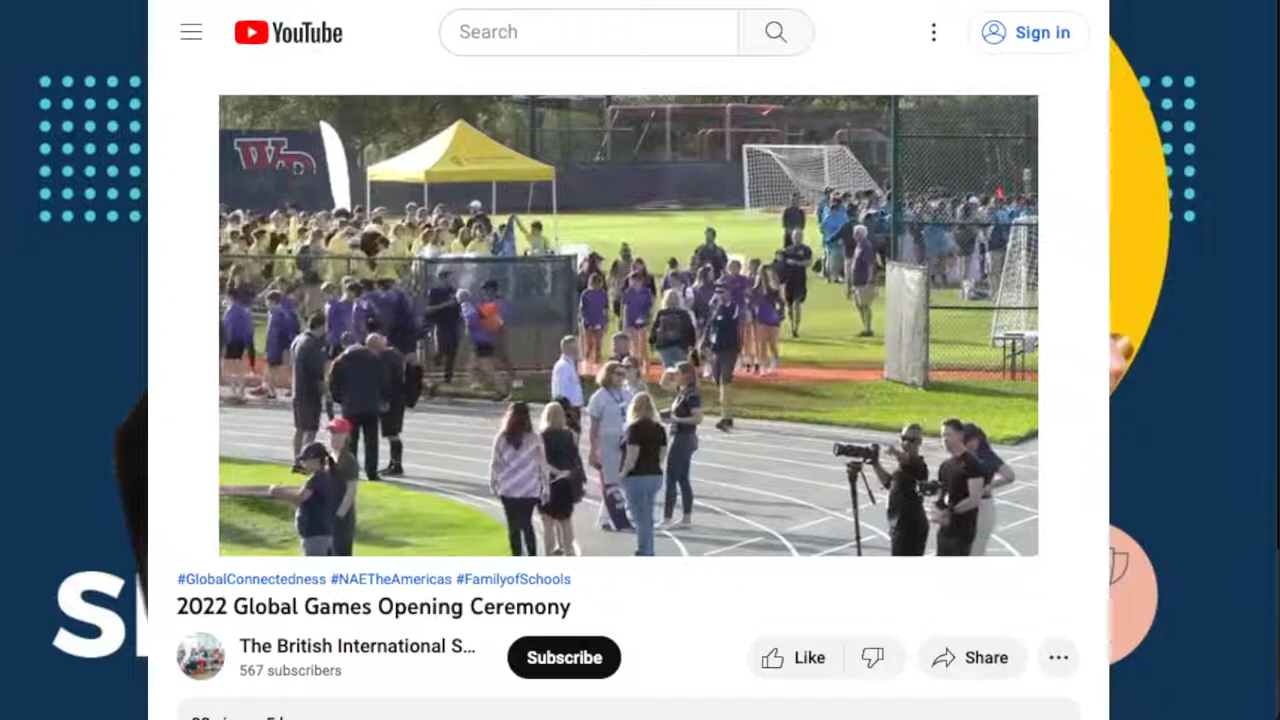 YouTube
Search
Sign in
#GlobalConnectedness #NAETheAmericas #FamilyofSchools
2022 Global Games Opening Ceremony
The British International S...
567 subscribers
Subscribe
Like
Share